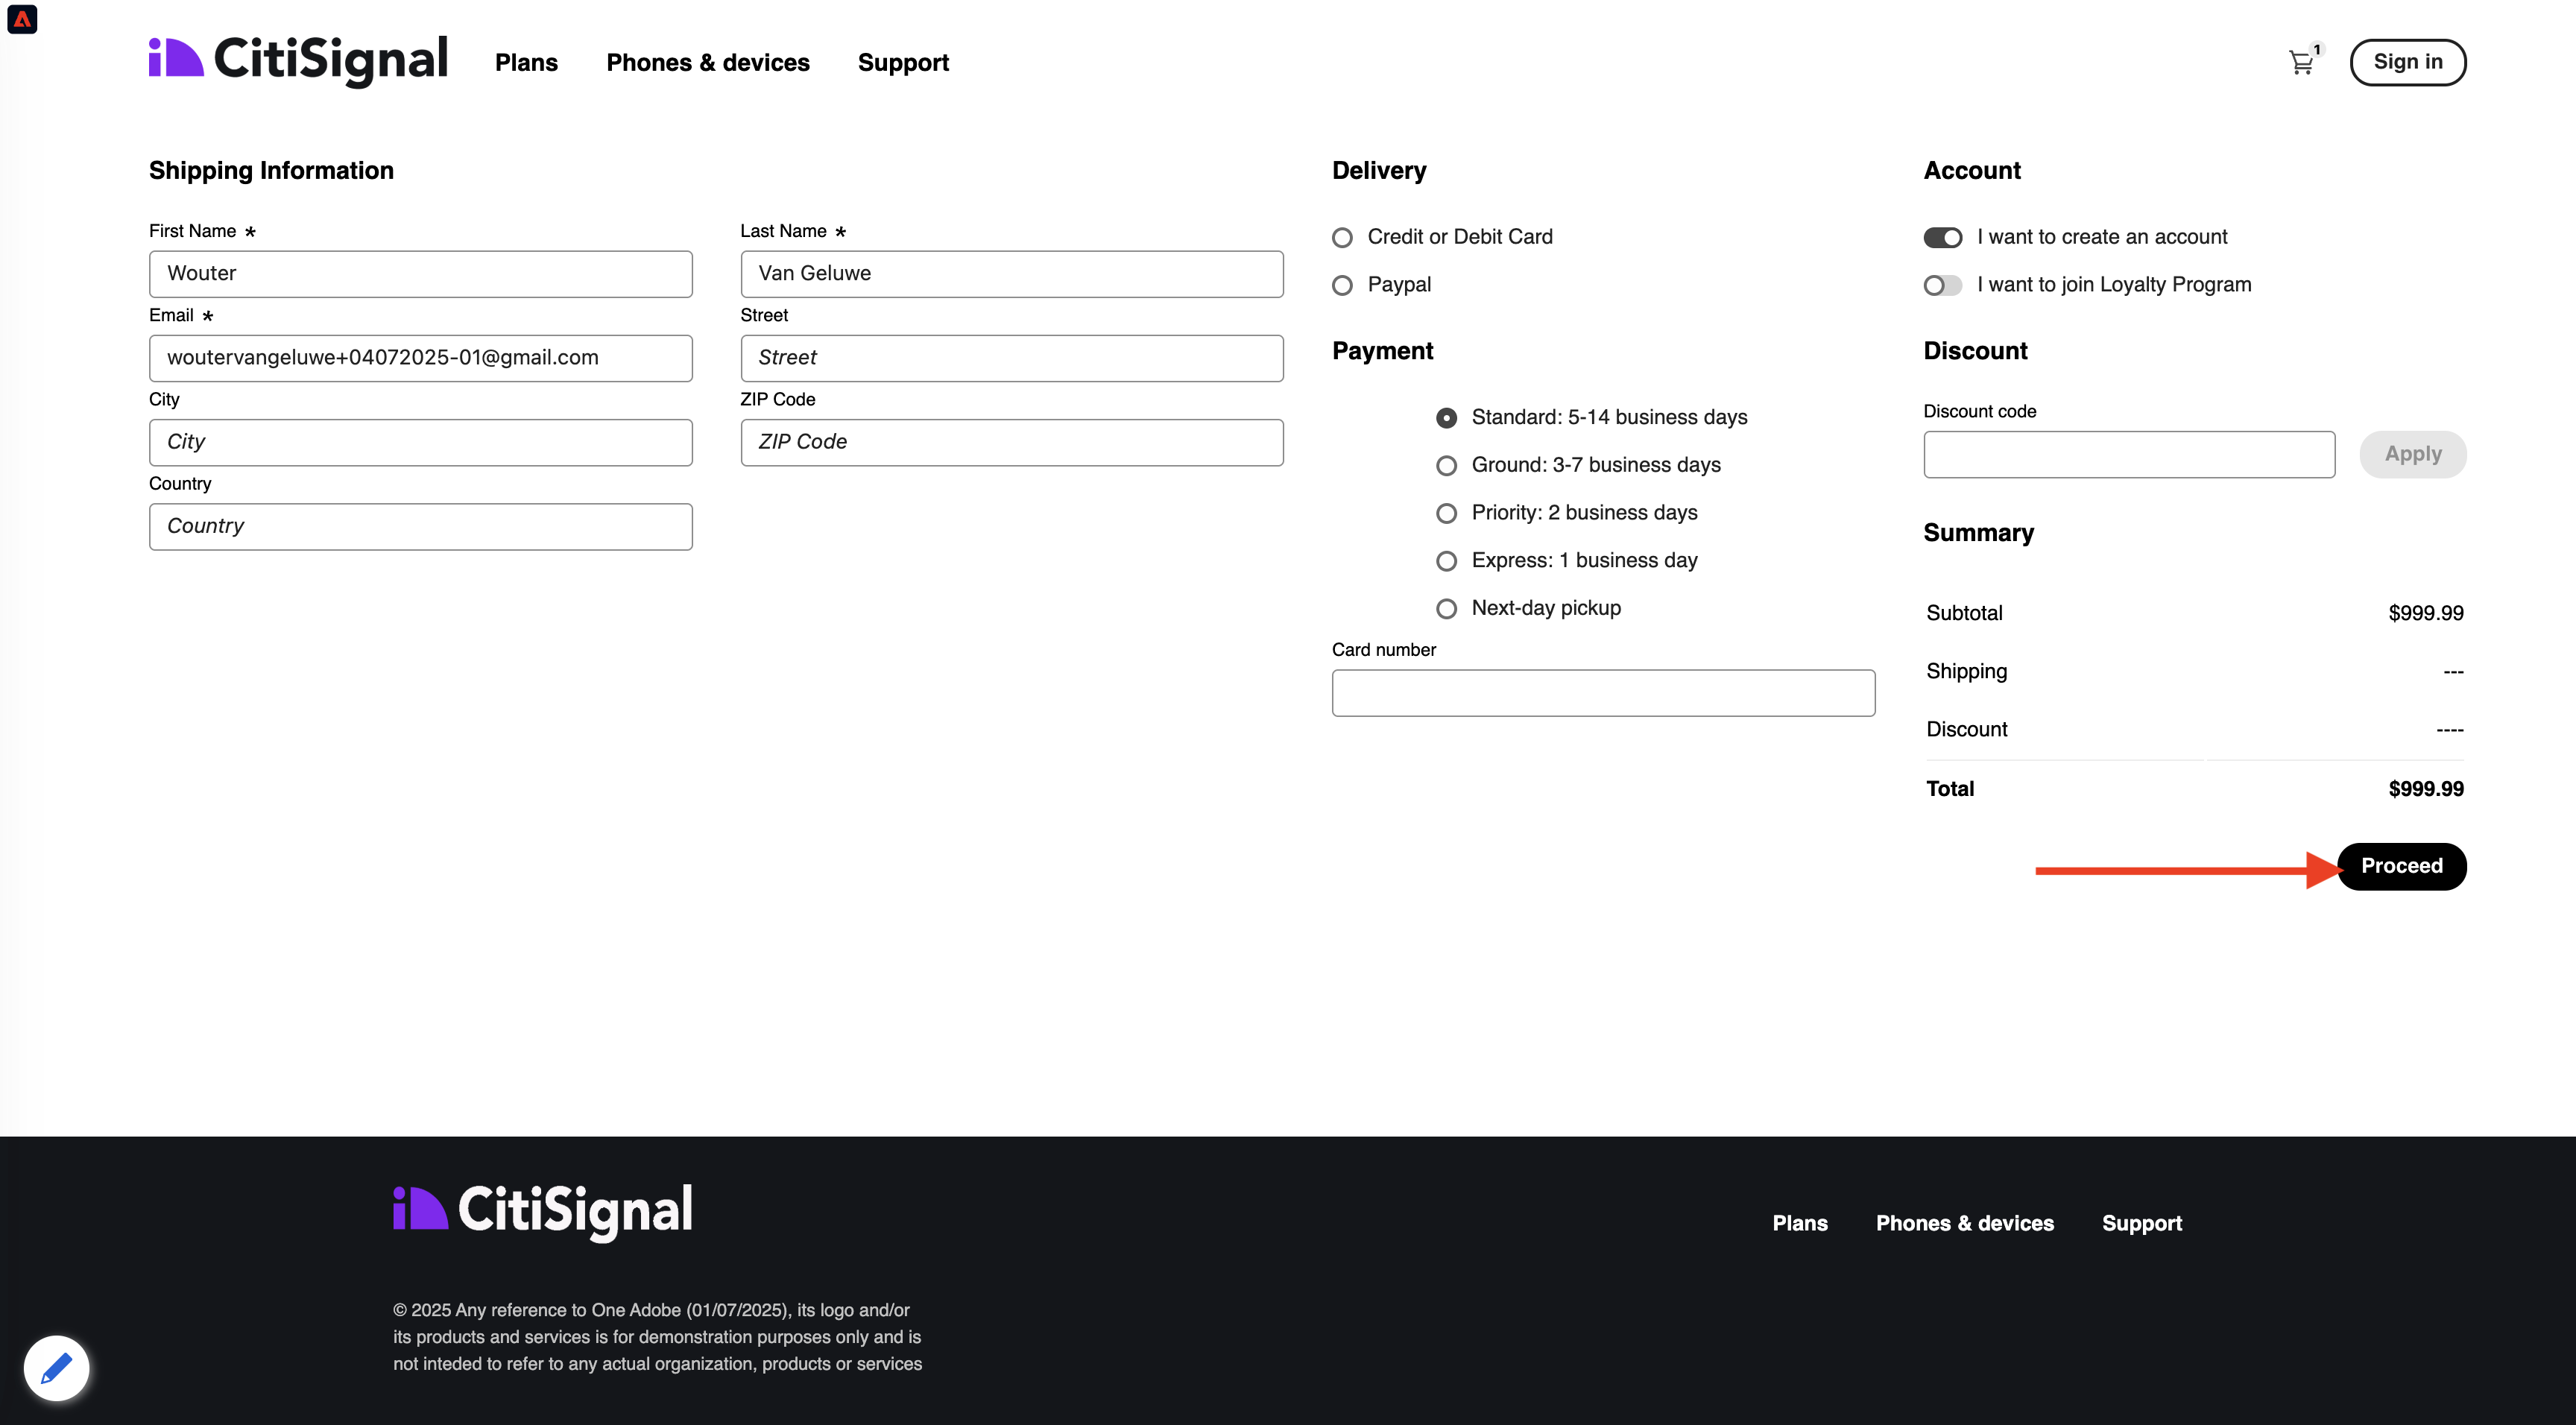 CitiSignal
Plans
Phones & devices
Support
1
Sign in
Shipping Information
First Name *
Wouter
Last Name *
Van Geluwe
Email *
woutervangeluwe+04072025-01@gmail.com
Street
Street
City
City
ZIP Code
ZIP Code
Country
Country
Delivery
Credit or Debit Card
Paypal
Payment
Standard: 5-14 business days
Ground: 3-7 business days
Priority: 2 business days
Express: 1 business day
Next-day pickup
Card number
Account
I want to create an account
I want to join Loyalty Program
Discount
Discount code
Apply
Summary
Subtotal $999.99
Shipping ---
Discount ----
Total $999.99
Proceed
CitiSignal
Plans
Phones & devices
Support
© 2025 Any reference to One Adobe (01/07/2025), its logo and/or
its products and services is for demonstration purposes only and is
not inteded to refer to any actual organization, products or services